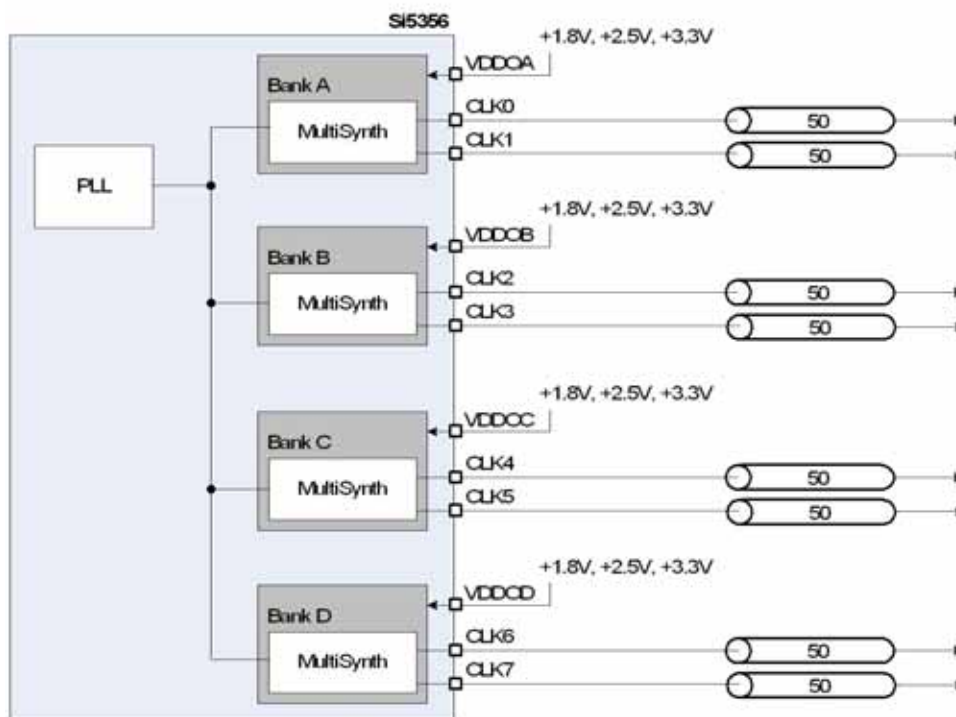 Si5356
+1.8V, +2.5V, +3.3V
VDDOA
Bank A
CLK0
MultiSynth
50
CLK1
50
PLL
+1.8V, +2.5V, +3.3V
VDDOB
Bank B
CLK2
MultiSynth
50
CLK3
50
+1.8V, +2.5V, +3.3V
VDDOC
Bank C
CLK4
MultiSynth
50
CLK5
50
+1.8V, +2.5V, +3.3V
VDDOD
Bank D
CLK6
MultiSynth
50
CLK7
50